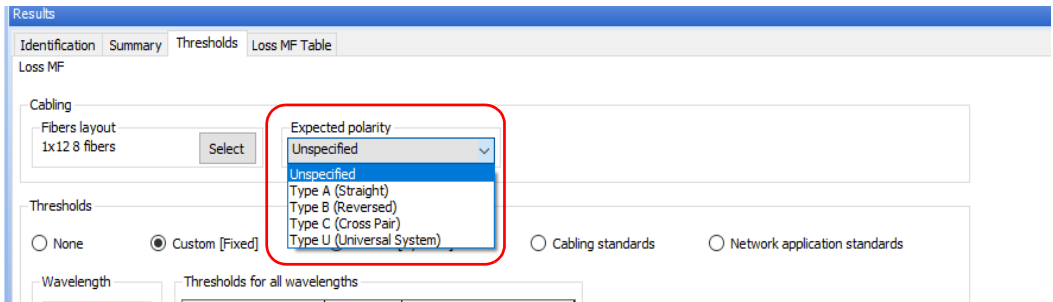 Results
Identification Summary Thresholds Loss MF Table
Loss MF
Cabling
Fibers layout Expected polarity
1x12 8 fibers Select Unspecified
Unspecified
Type A (Straight)
Type B (Reversed)
Type C (Cross Pair)
Type U (Universal System)
Thresholds
None Custom [Fixed] Cabling standards Network application standards
Wavelength Thresholds for all wavelengths